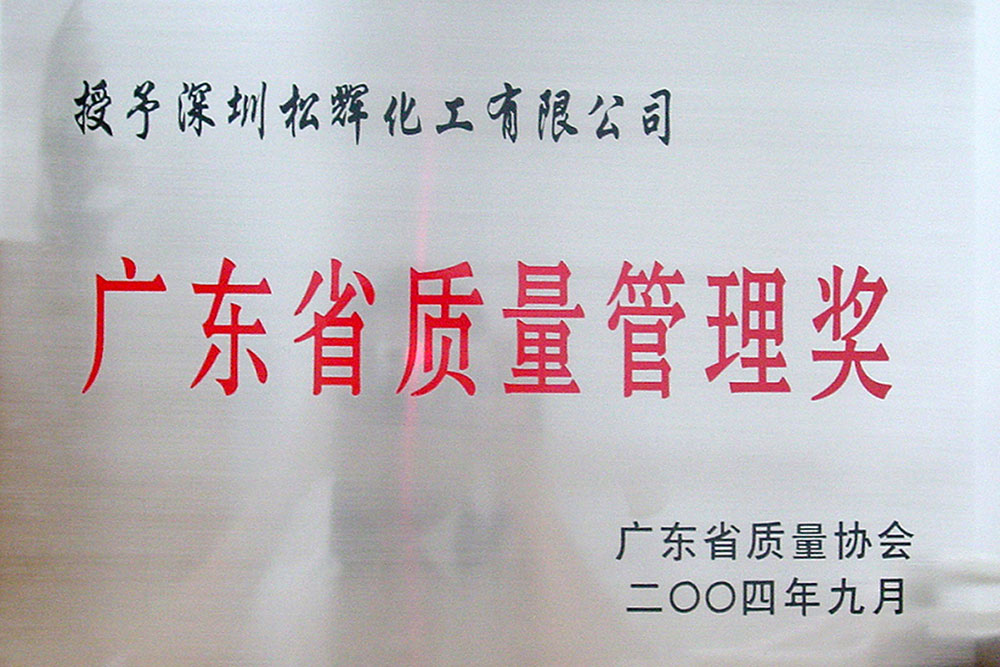 授予深圳松辉化工有限公司
广东省质量管理奖
广东省质量协会
二〇〇四年九月